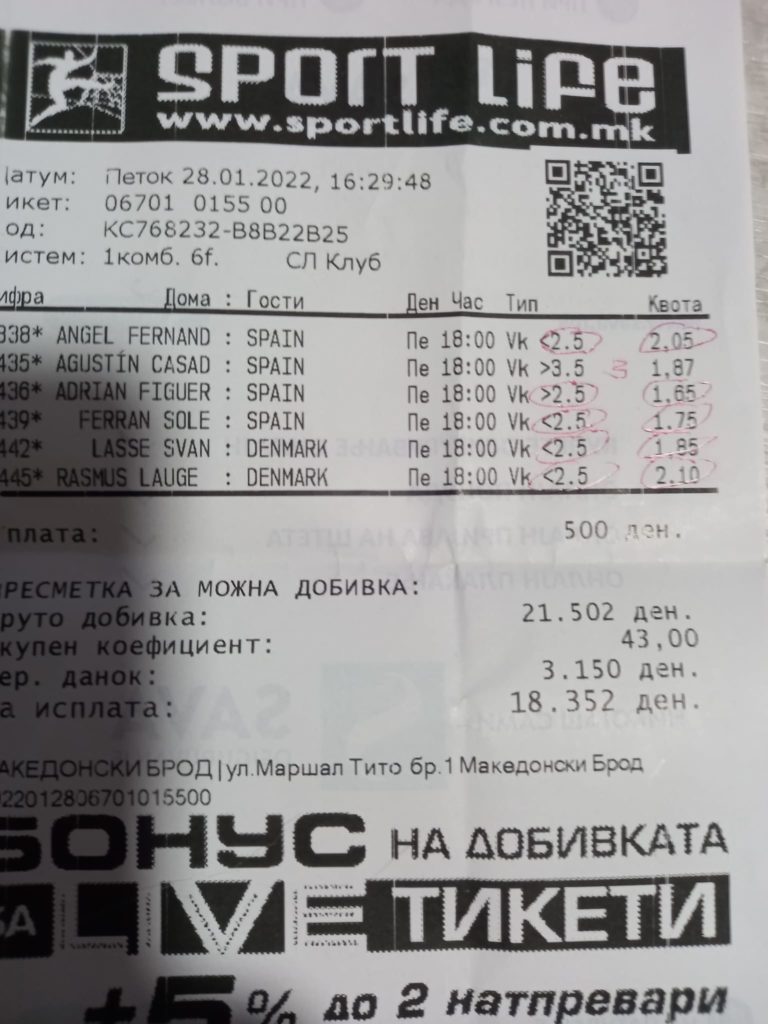 SPORT LiFe
www.sportlife.com.mk
атум: Петок 28.01.2022, 16:29:48
икет: 06701 0155 00
од: KC768232-B8B22B25
истем: 1комб. 6f. СЛ Клуб
ифра Дома : Гости Ден Час Тип Квота
338* ANGEL FERNAND : SPAIN Пе 18:00 Vk <2.5 2,05
435* AGUSTÍN CASAD : SPAIN Пе 18:00 Vk >3.5 3 1,87
436* ADRIAN FIGUER : SPAIN Пе 18:00 Vk >2.5 1,65
439* FERRAN SOLE : SPAIN Пе 18:00 Vk <2.5 1.75
442* LASSE SVAN : DENMARK Пе 18:00 Vk <2.5 1.85
445* RASMUS LAUGE : DENMARK Пе 18:00 Vk <2.5 2.10
плата: 500 ден.
РЕСМЕТКА ЗА МОЖНА ДОБИВКА:
руто добивка: 21.502 ден.
купен коефициент: 43,00
ер. данок: 3.150 ден.
а исплата: 18.352 ден.
АКЕДОНСКИ БРОД|ул.Маршал Тито бр.1 Македонски Брод
22012806701015500
БОНУС НА ДОБИВКАТА
ЗА LIVE ТИКЕТИ
+5% до 2 натпревари